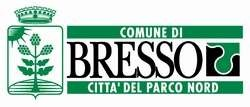 COMUNE DI
BRESSO
CITTA' DEL PARCO NORD